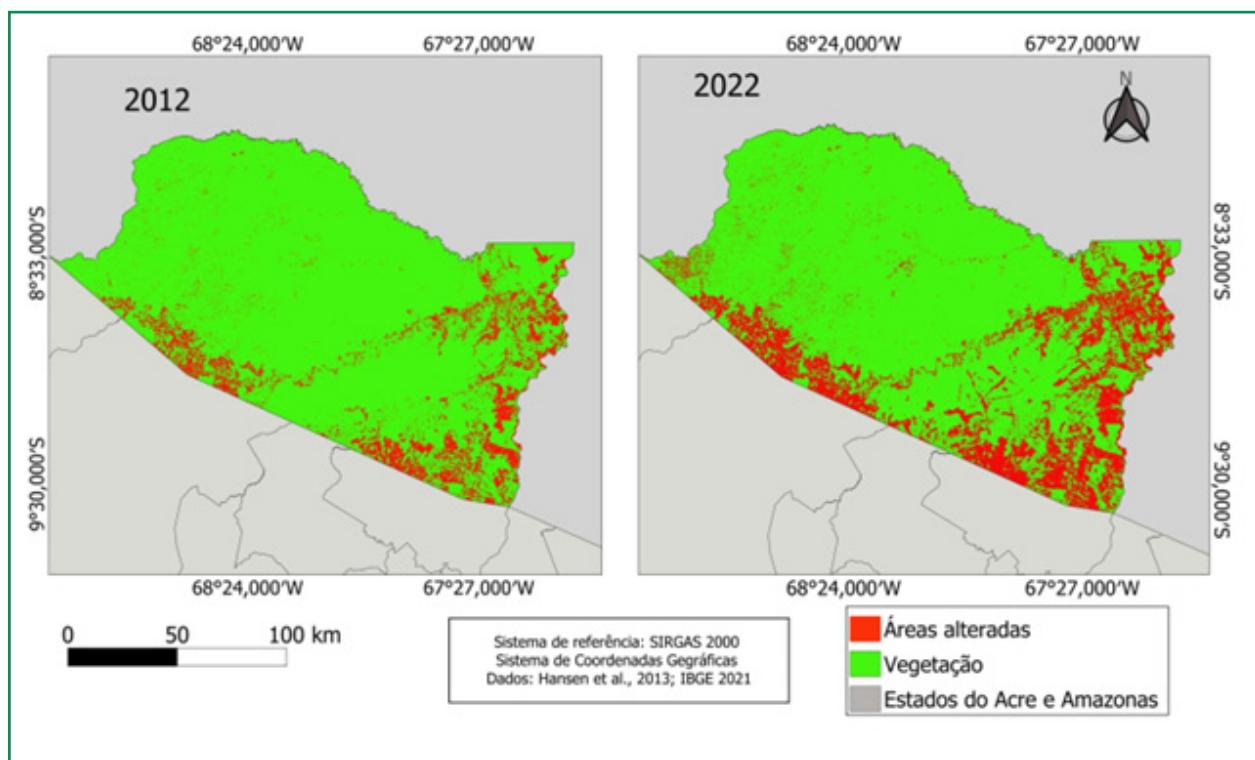 68°24,000'W 67°27,000'W
68°24,000'W 67°27,000'W
2012
2022
N
8°33,000'S
8°33,000'S
9°30,000'S
9°30,000'S
68°24,000'W 67°27,000'W
68°24,000'W 67°27,000'W
0 50 100 km
Sistema de referência: SIRGAS 2000
Sistema de Coordenadas Gegráficas
Dados: Hansen et al., 2013; IBGE 2021
Áreas alteradas
Vegetação
Estados do Acre e Amazonas